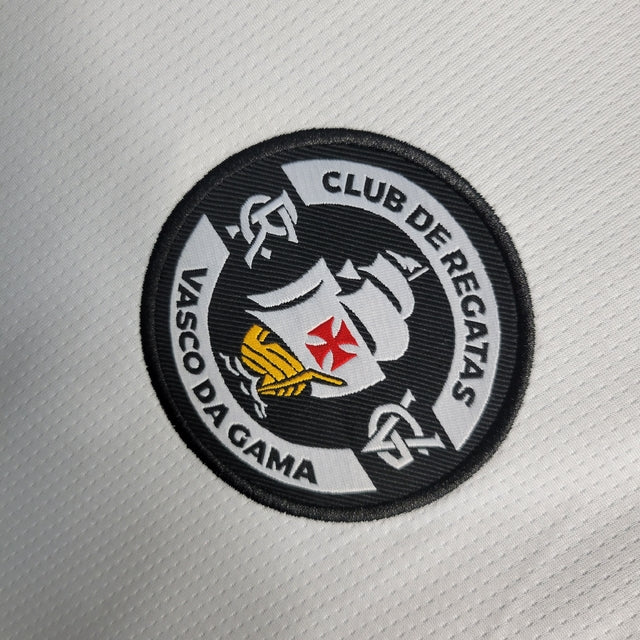 CLUB DE REGATAS
VASCO DA GAMA